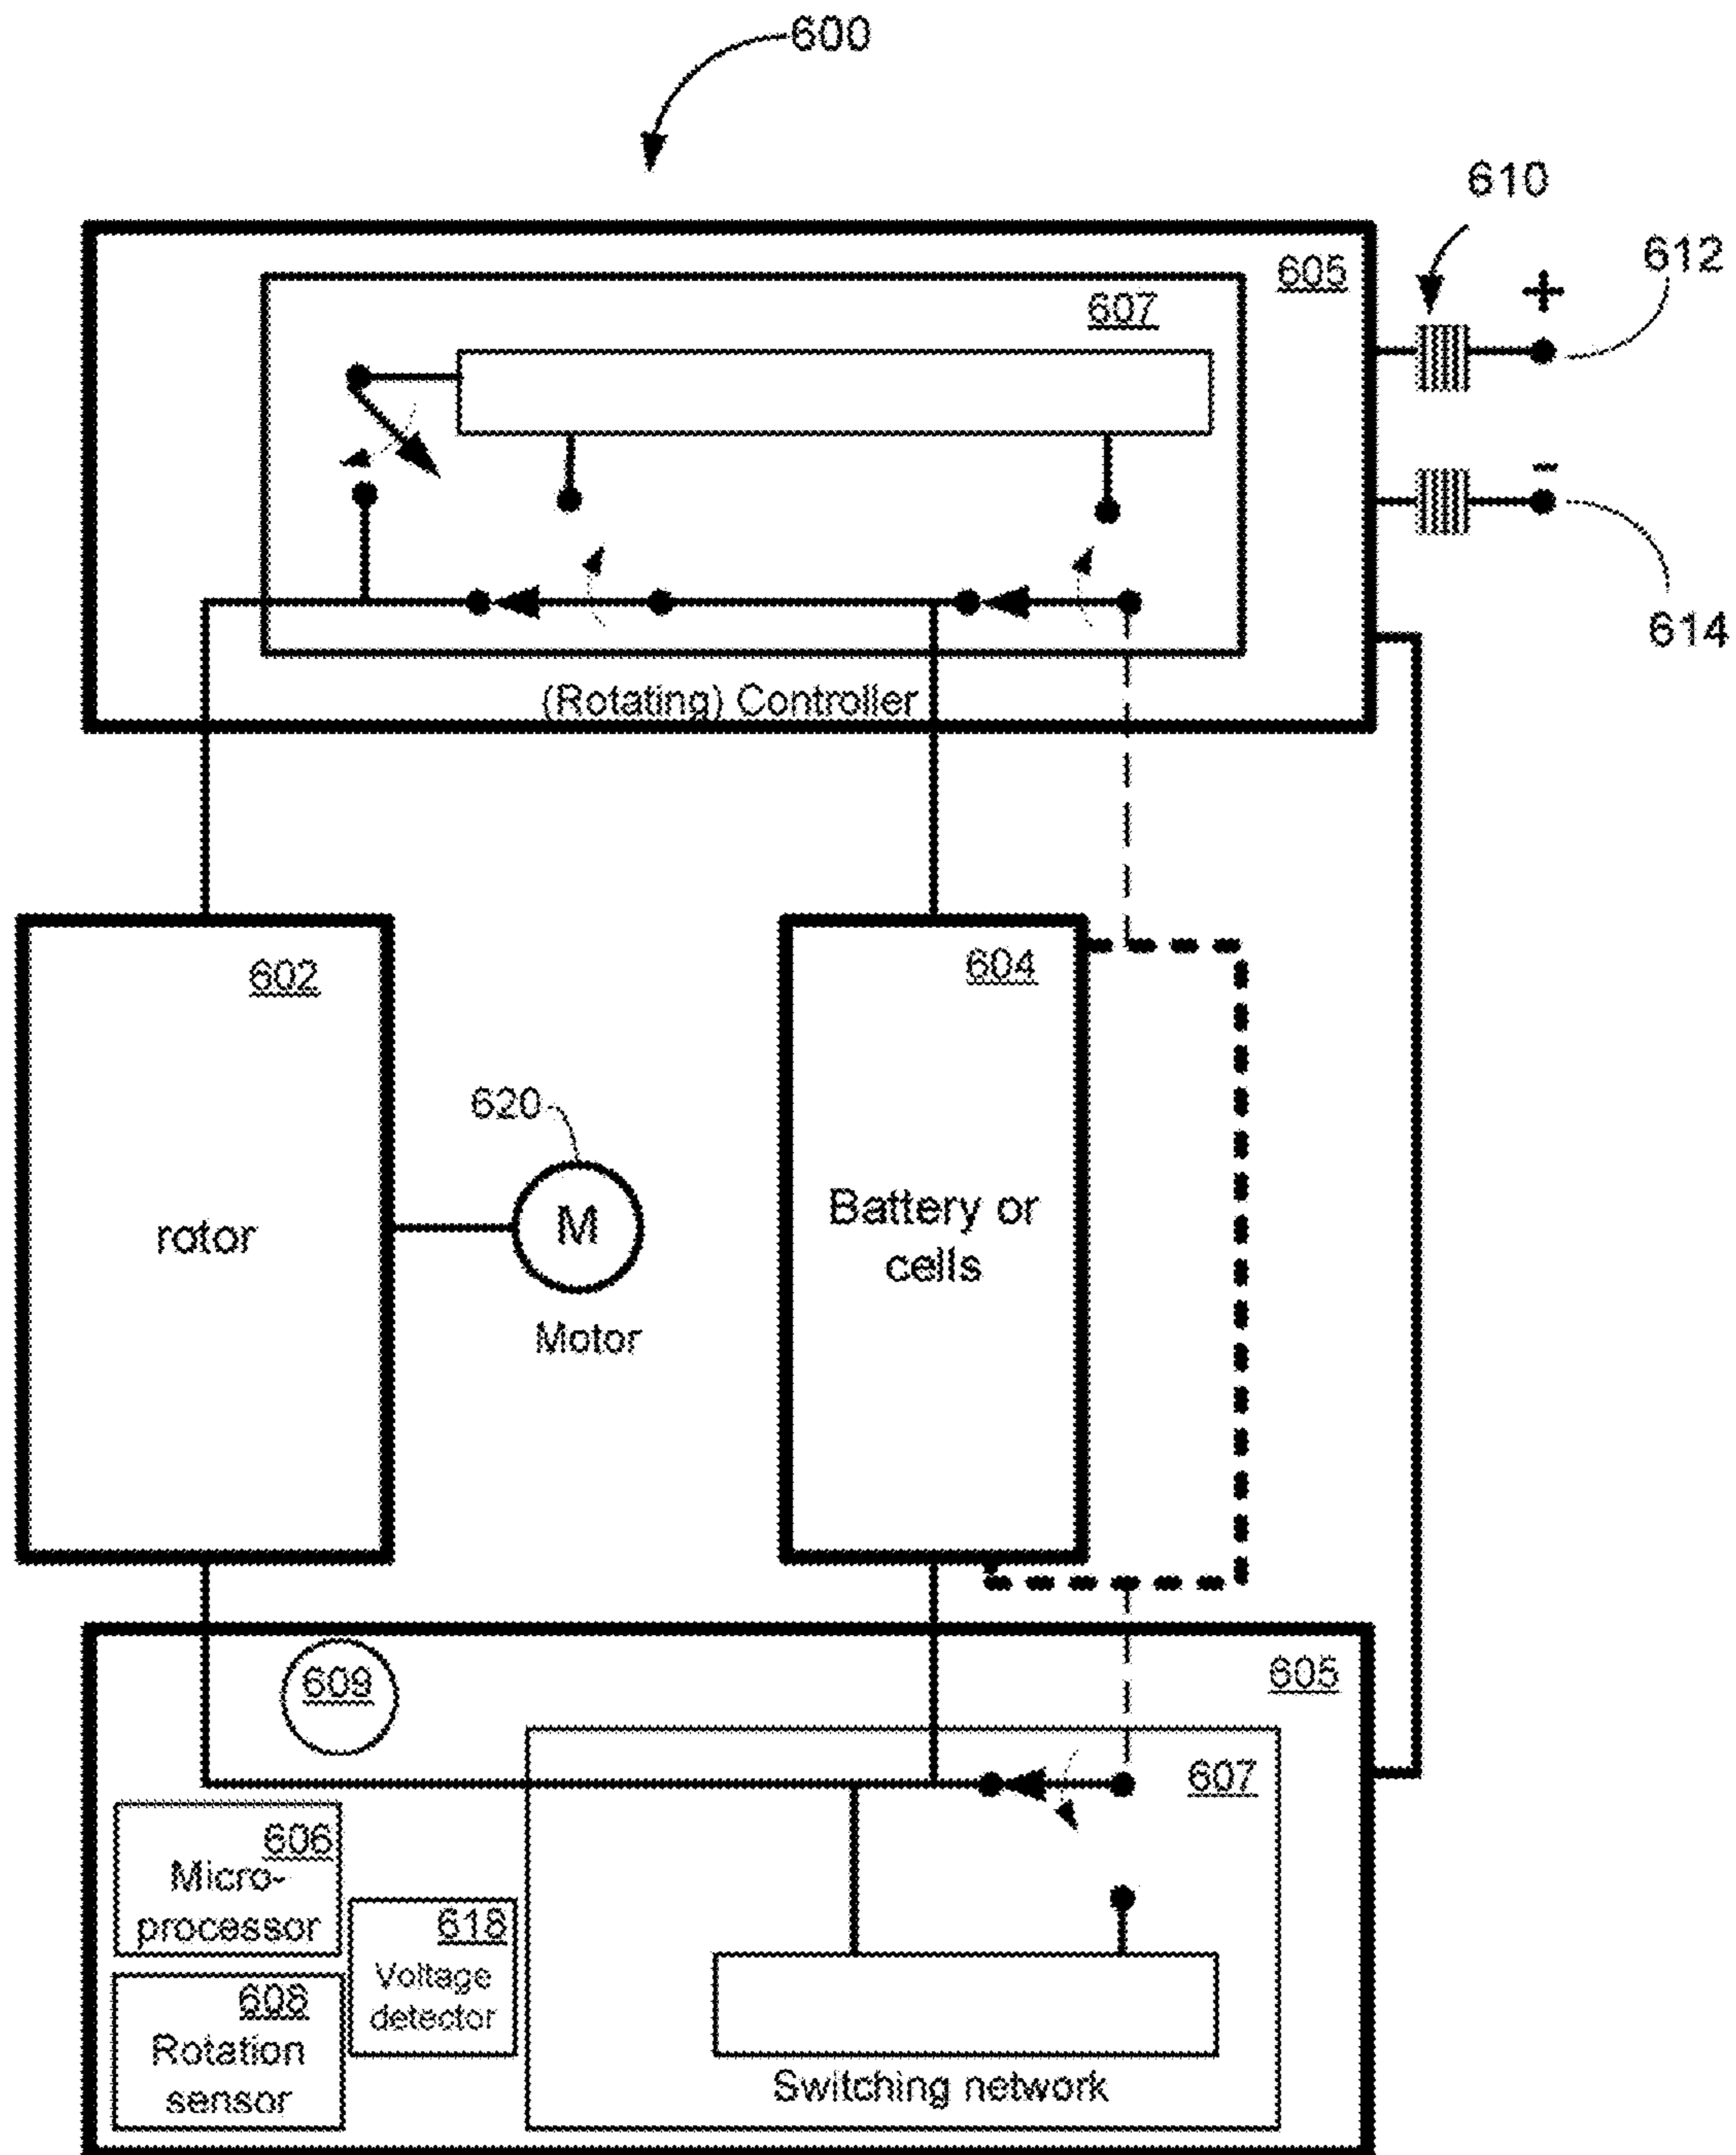 600
610
612
605
607
+
-
614
(Rotating) Controller
602
604
620
M
Motor
rotor
Battery or
cells
609
605
607
606
Micro-
processor
618
Voltage
detector
608
Rotation
sensor
Switching network